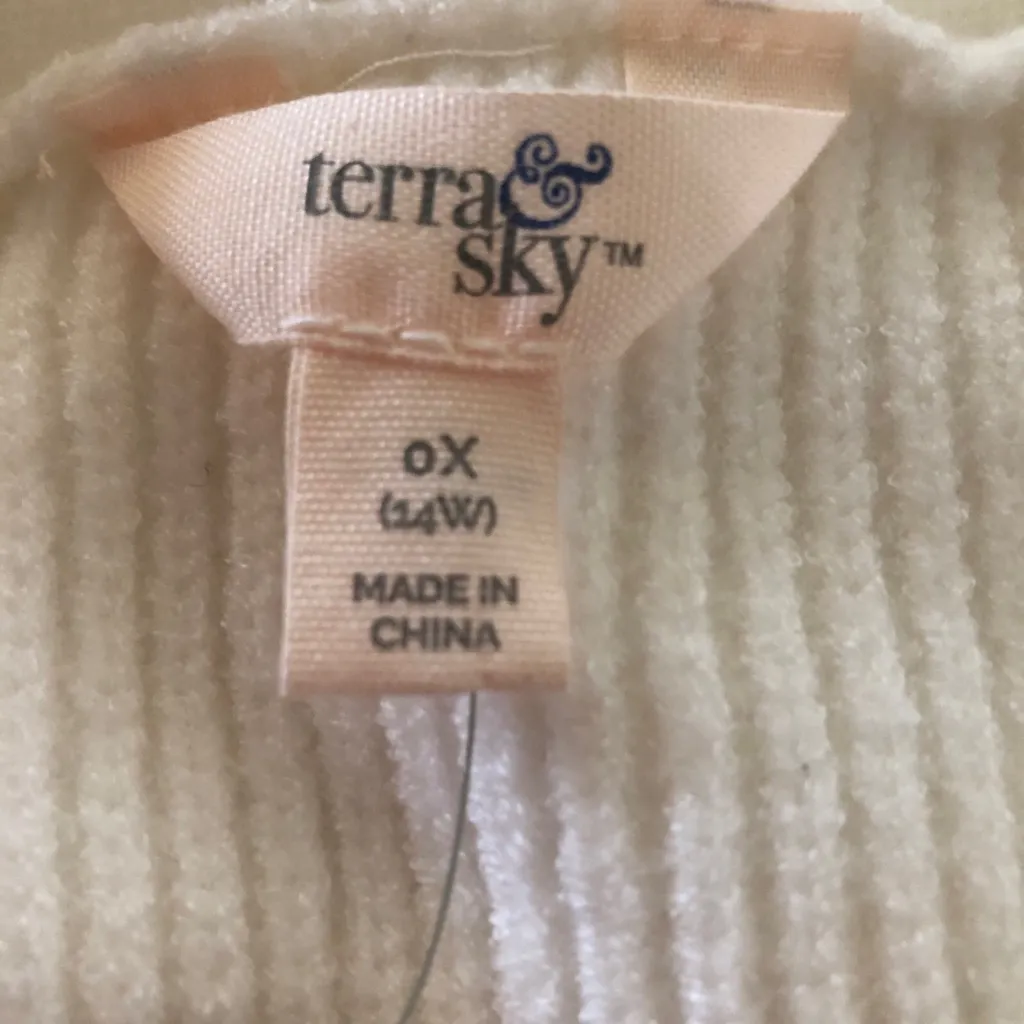 terra &
sky™
0X
(14W)
MADE IN
CHINA